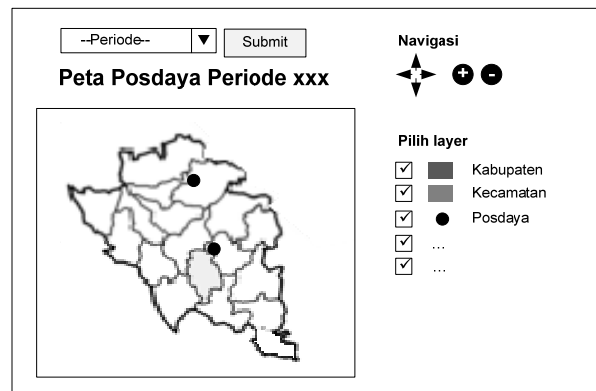 --Periode--
Submit
Peta Posdaya Periode xxx
Navigasi
+ -
Pilih layer
Kabupaten
Kecamatan
Posdaya
...
...